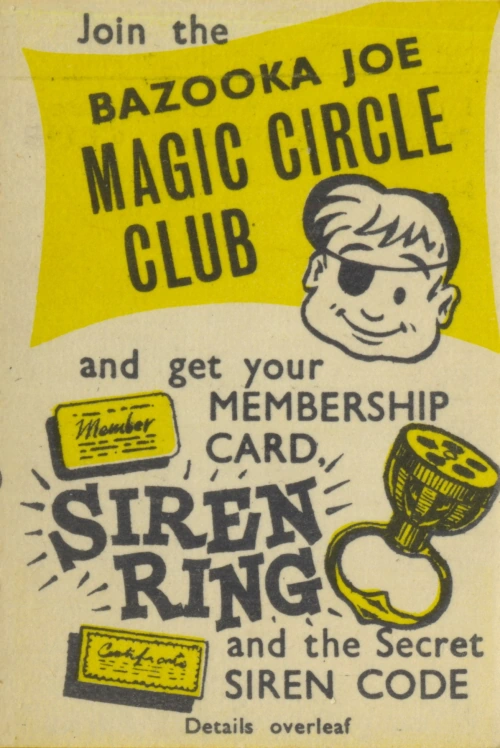 Join the
BAZOOKA JOE
MAGIC CIRCLE
CLUB
and get your
MEMBERSHIP
CARD,
Member
SIREN
RING
Certificate
and the Secret
SIREN CODE
Details overleaf